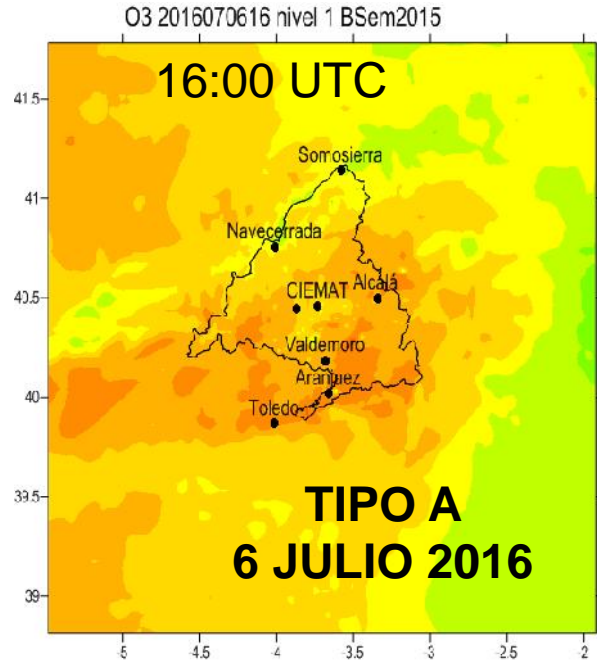 O3 2016070616 nivel 1 BSem2015
16:00 UTC
41.5
Somosierra
41
Navecerrada
40.5
CIEMAT
Alcalá
Valdemoro
40
Aranjuez
Toledo
39.5
TIPO A
6 JULIO 2016
39
-5
-4.5
-4
-3.5
-3
-2.5
-2